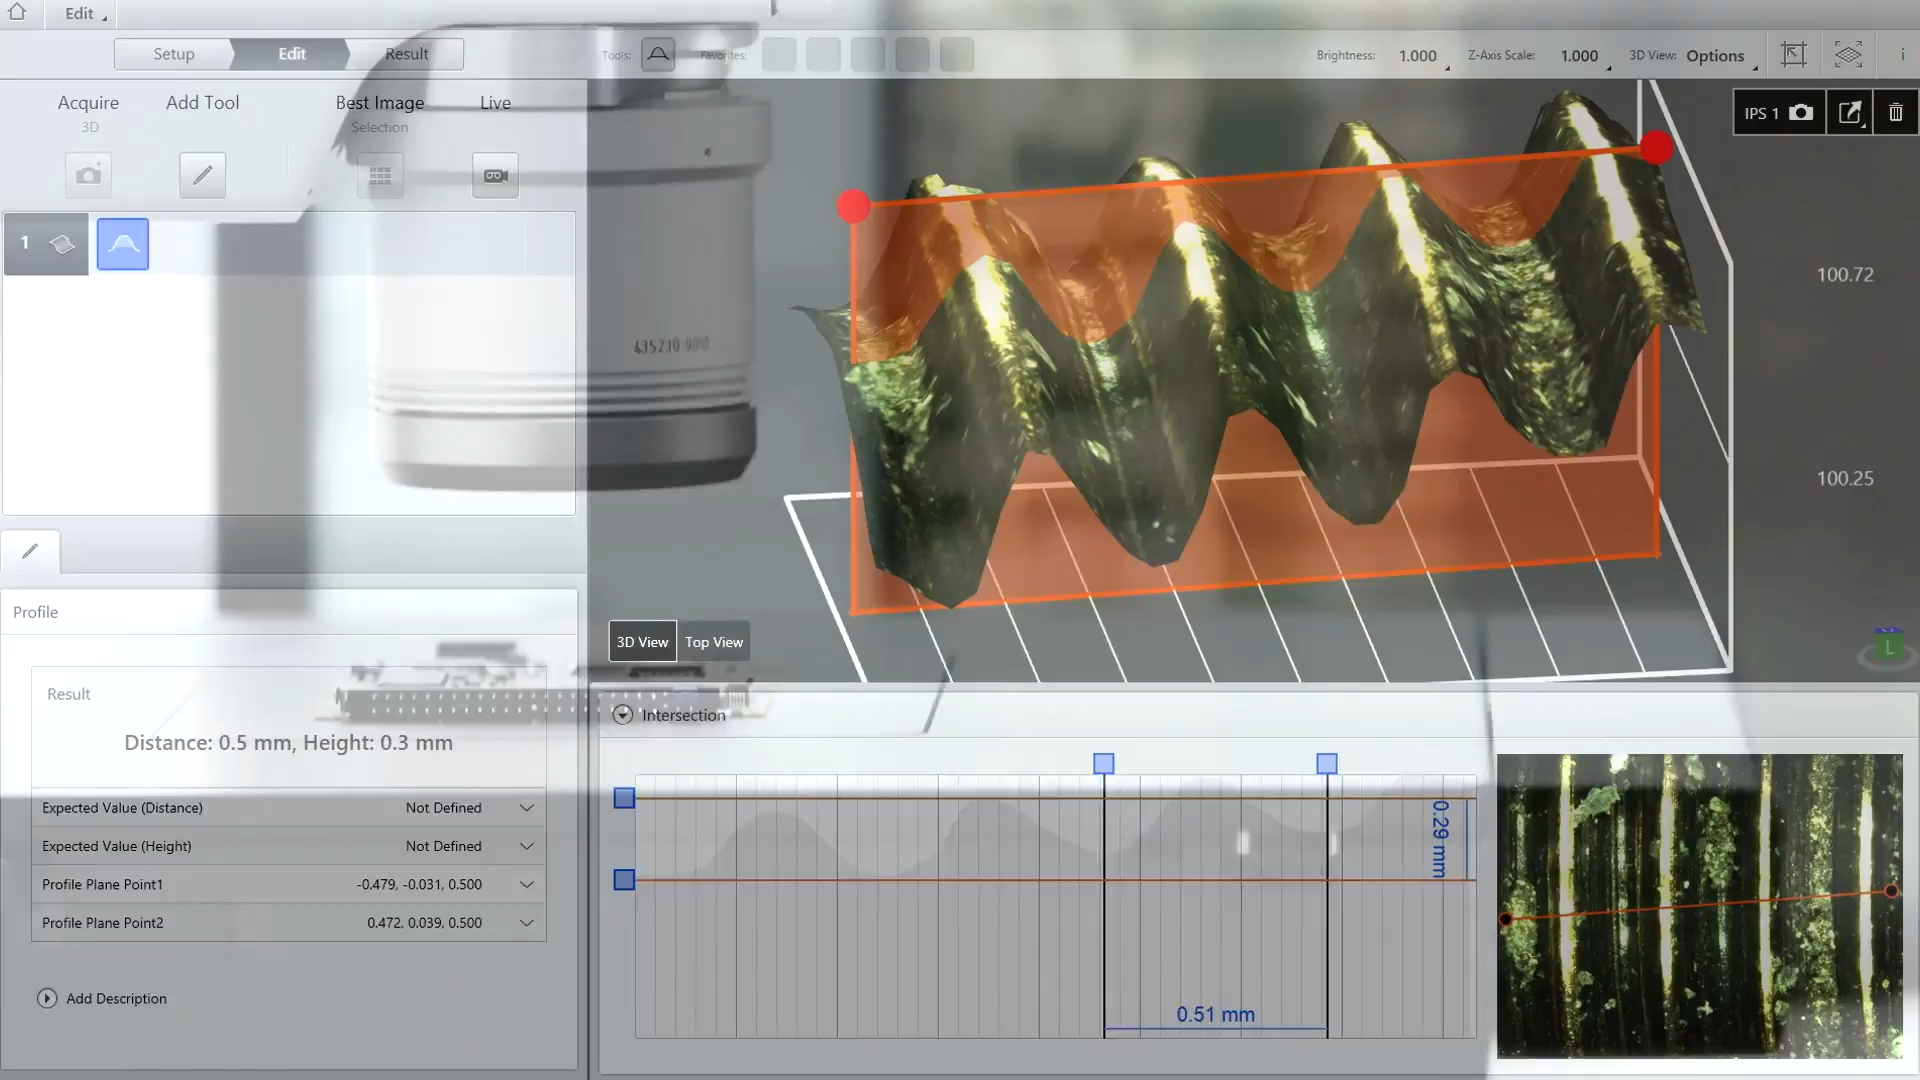 Edit
Setup
Edit
Result
Tools:
Favorites:
Brightness:
1.000
Z-Axis Scale:
1.000
3D View:
Options
i
Acquire
3D
Add Tool
Best Image
Selection
Live
IPS 1
1
100.72
100.25
L
3D View
Top View
Profile
Result
Distance: 0.5 mm, Height: 0.3 mm
Expected Value (Distance)
Not Defined
Expected Value (Height)
Not Defined
Profile Plane Point1
-0.479, -0.031, 0.500
Profile Plane Point2
0.472, 0.039, 0.500
Add Description
Intersection
0.29 mm
0.51 mm